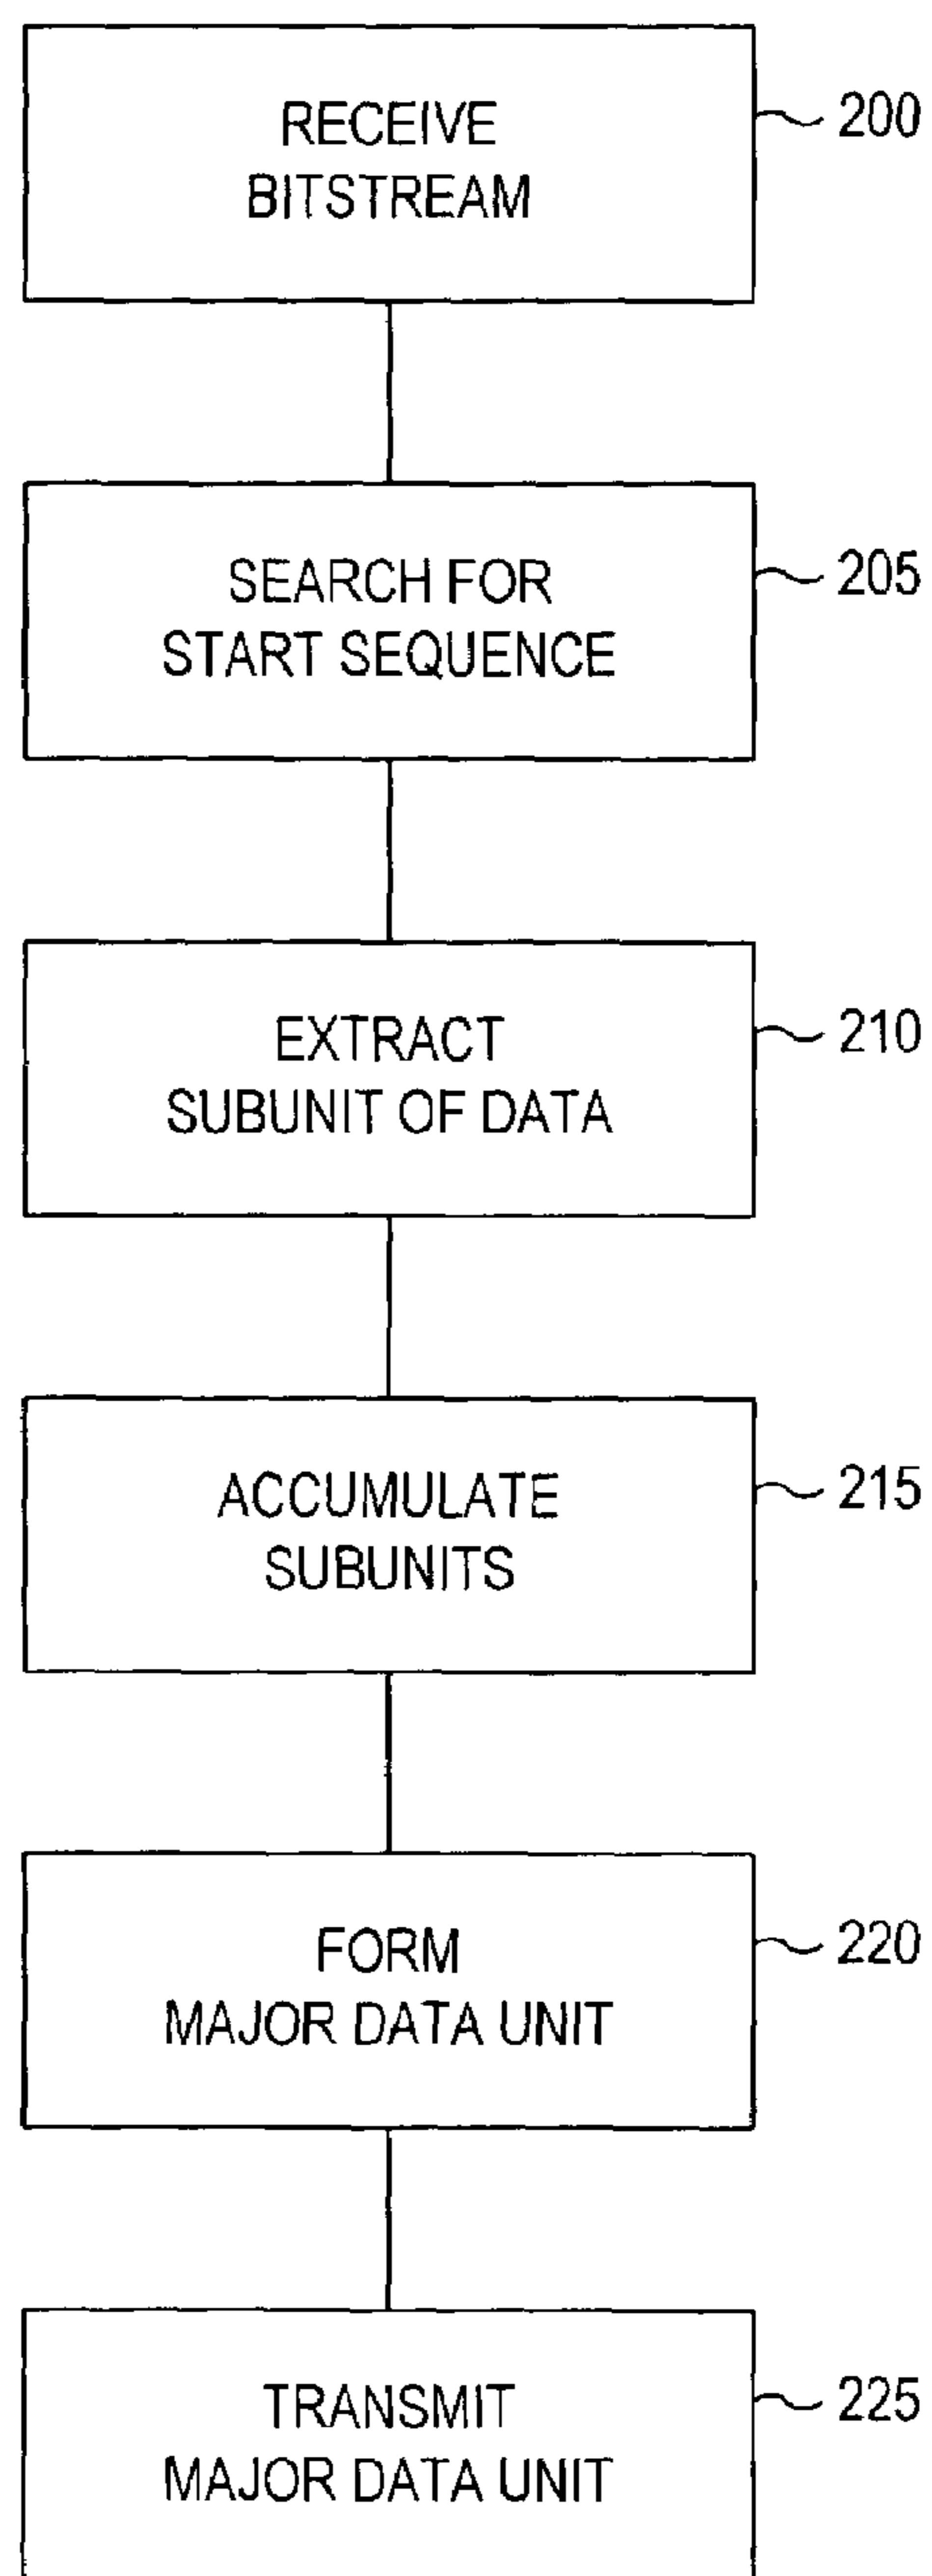 RECEIVE
BITSTREAM
200
SEARCH FOR
START SEQUENCE
205
EXTRACT
SUBUNIT OF DATA
210
ACCUMULATE
SUBUNITS
215
FORM
MAJOR DATA UNIT
220
TRANSMIT
MAJOR DATA UNIT
225